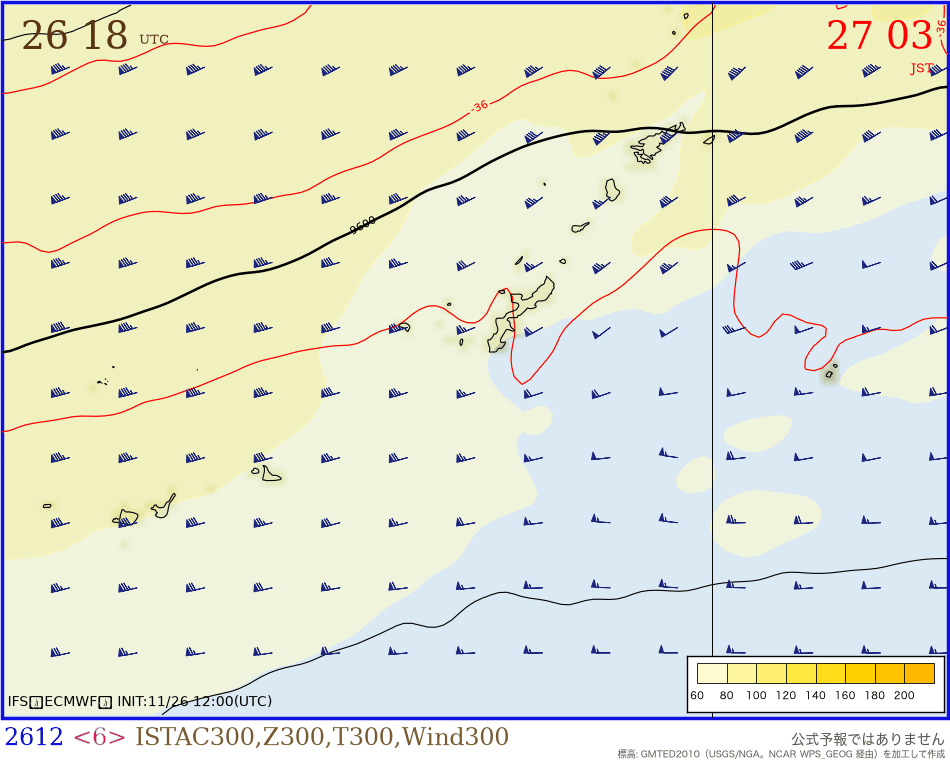 26 18 UTC
27 03
JST
-36
-36
9600
IFS ECMWF INIT:11/26 12:00(UTC)
60 80 100 120 140 160 180 200
2612 <6> ISTAC300,Z300,T300,Wind300
公式予報ではありません
標高: GMTED2010（USGS/NGA。NCAR WPS_GEOG 経由）を加工して作成